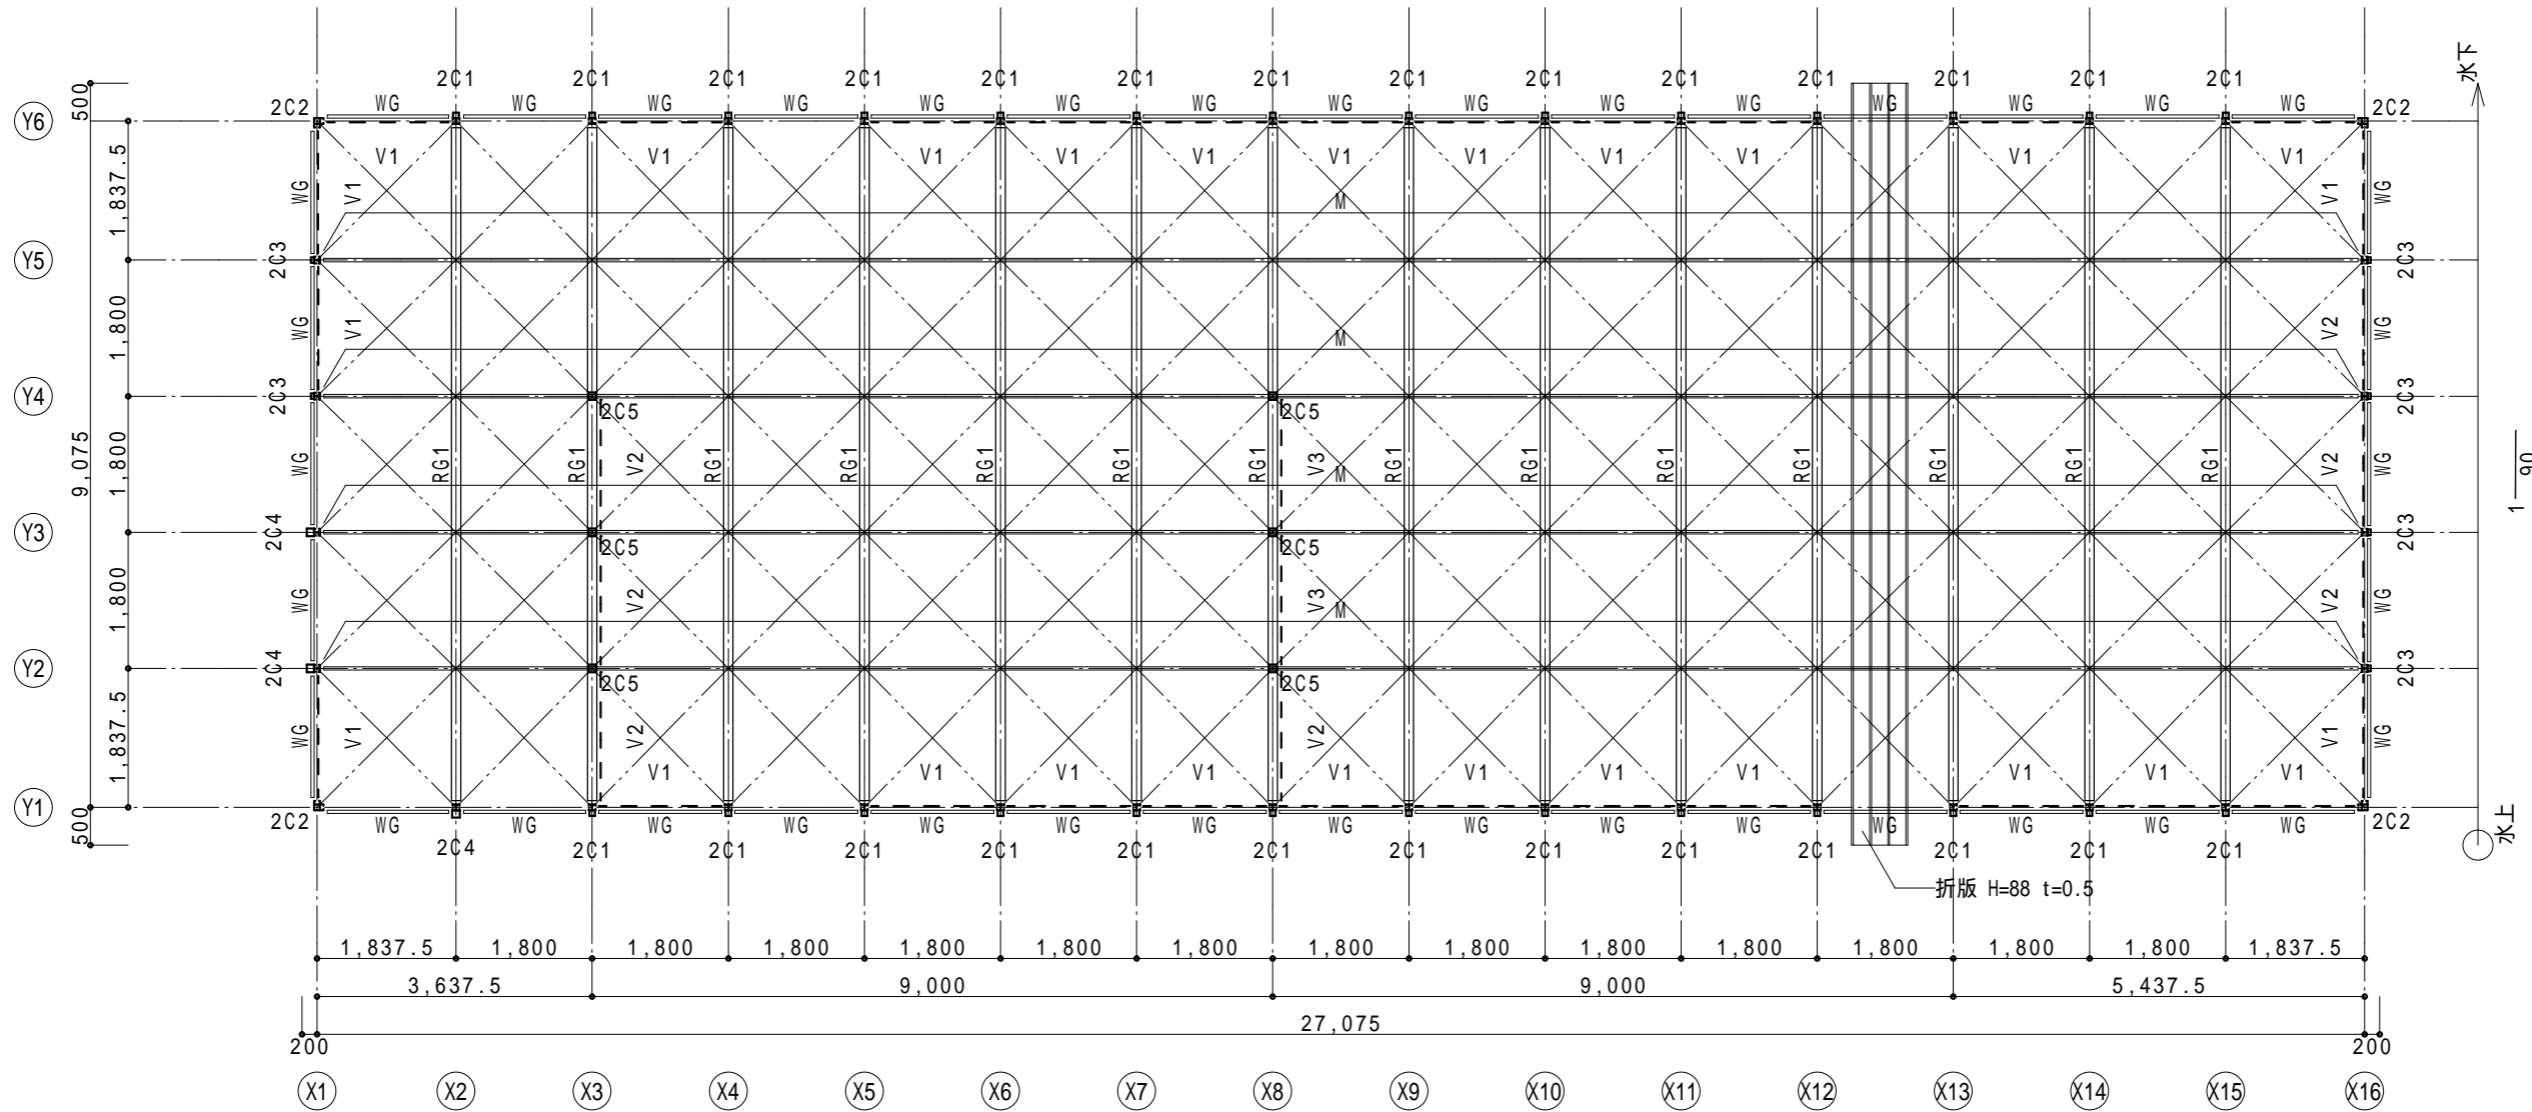 2C1 2C1 2C1 2C1 2C1 2C1 2C1 2C1 2C1 2C1 2C1 2C1 2C1 2C1
水下
500
2C2 WG WG WG WG WG WG WG WG WG WG WG WG WG WG WG 2C2
Y6
V1 V1 V1 V1 V1 V1 V1 V1 V1 V1 V1
1,837.5 WG V1 M V1 WG
Y5 2C3 2C3
1,800 WG V1 M V2 WG
Y4 2C3 2C5 2C5 2C3
9,075 1,800 WG RG1 RG1 V2 RG1 RG1 RG1 RG1 RG1 V3 M RG1 RG1 RG1 RG1 RG1 RG1 RG1 V2 WG
1
90
Y3 2C4 2C5 2C5 2C3
1,800 WG V2 V3 M V2 WG
Y2 2C4 2C5 2C5 2C3
1,837.5 WG V1 V2 V2 V1 WG
V1 V1 V1 V1 V1 V1 V1 V1 V1 V1
Y1
500
2C2 WG WG WG WG WG WG WG WG WG WG WG WG WG WG WG 2C2
水上
2C4 2C1 2C1 2C1 2C1 2C1 2C1 2C1 2C1 2C1 2C1 2C1 2C1 2C1
折版 H=88 t=0.5
1,837.5 1,800 1,800 1,800 1,800 1,800 1,800 1,800 1,800 1,800 1,800 1,800 1,800 1,800 1,837.5
3,637.5 9,000 9,000 5,437.5
27,075
200 200
X1 X2 X3 X4 X5 X6 X7 X8 X9 X10 X11 X12 X13 X14 X15 X16